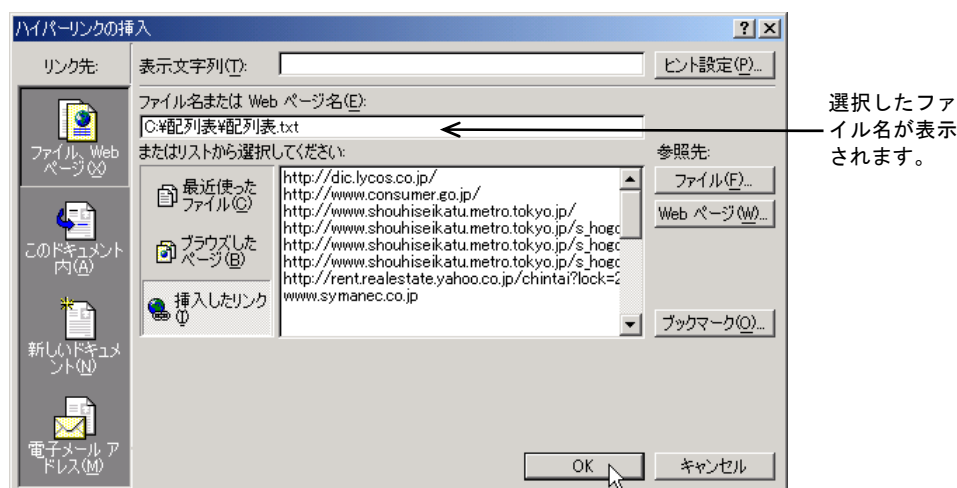 ハイパーリンクの挿入
リンク先:
表示文字列(T):
ヒント設定(P)...
ファイル名または Web ページ名(E):
C:¥配列表¥配列表.txt
選択したファ
イル名が表示
されます。
ファイル、Web
ページ(X)
またはリストから選択してください:
参照先:
最近使った
ファイル(C)
http://dic.lycos.co.jp/
http://www.consumer.go.jp/
http://www.shouhiseikatu.metro.tokyo.jp/
http://www.shouhiseikatu.metro.tokyo.jp/s_hogo
http://www.shouhiseikatu.metro.tokyo.jp/s_hogo
http://www.shouhiseikatu.metro.tokyo.jp/s_hogo
http://rent.realestate.yahoo.co.jp/chintai?lock=2
www.symanec.co.jp
ファイル(F)...
Web ページ(W)...
このドキュメント
内(A)
ブラウズした
ページ(B)
挿入したリンク
(I)
ブックマーク(O)...
新しいドキュメ
ント(N)
電子メール ア
ドレス(M)
OK
キャンセル